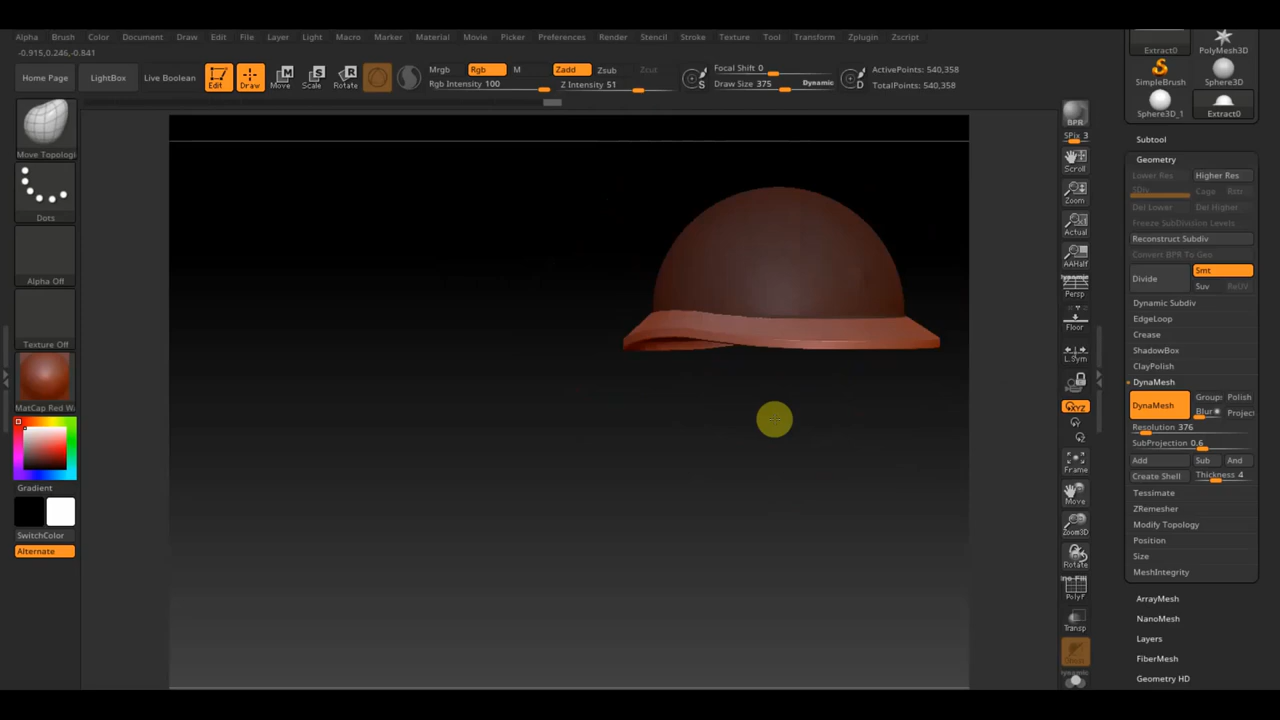 Alpha Brush Color Document Draw Edit File Layer Light Macro Marker Material Movie Picker Preferences Render Stencil Stroke Texture Tool Transform Zplugin Zscript
-0.915,0.246,-0.841
Home Page LightBox Live Boolean Edit Draw Move Scale Rotate
Mrgb Rgb M Zadd Zsub Zcut
Rgb Intensity 100 Z Intensity 51
S Focal Shift 0
Draw Size 375 Dynamic D
ActivePoints: 540,358
TotalPoints: 540,358
Move Topologi
Dots
Alpha Off
Texture Off
MatCap Red Wa
Gradient
SwitchColor
Alternate
BPR
SPix 3
Scroll
Zoom
Actual
AAHalf
Dynamic
Persp
Floor
L.Sym
XYZ
Frame
Move
Zoom3D
Rotate
PolyF
Transp
Extract0 PolyMesh3D
SimpleBrush Sphere3D
Sphere3D_1 Extract0
Subtool
Geometry
Lower Res Higher Res
SDiv Cage Rstr
Del Lower Del Higher
Freeze SubDivision Levels
Reconstruct Subdiv
Convert BPR To Geo
Divide Smt
Suv ReUV
Dynamic Subdiv
EdgeLoop
Crease
ShadowBox
ClayPolish
DynaMesh
DynaMesh Group Polish
Blur Project
Resolution 376
SubProjection 0.6
Add Sub And
Create Shell Thickness 4
Tessimate
ZRemesher
Modify Topology
Position
Size
MeshIntegrity
ArrayMesh
NanoMesh
Layers
FiberMesh
Geometry HD